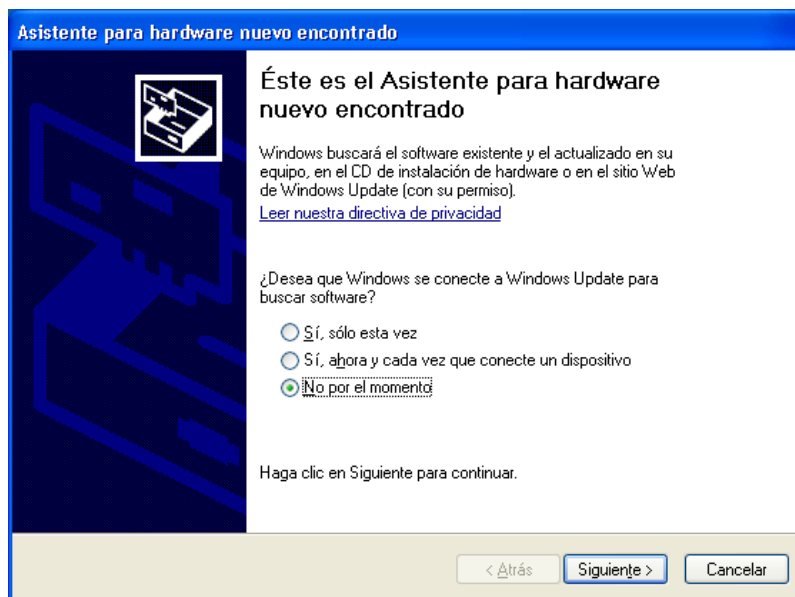 Asistente para hardware nuevo encontrado
Éste es el Asistente para hardware
nuevo encontrado
Windows buscará el software existente y el actualizado en su
equipo, en el CD de instalación de hardware o en el sitio Web
de Windows Update (con su permiso).
Leer nuestra directiva de privacidad
¿Desea que Windows se conecte a Windows Update para
buscar software?
Sí, sólo esta vez
Sí, ahora y cada vez que conecte un dispositivo
No por el momento
Haga clic en Siguiente para continuar.
< Atrás
Siguiente >
Cancelar